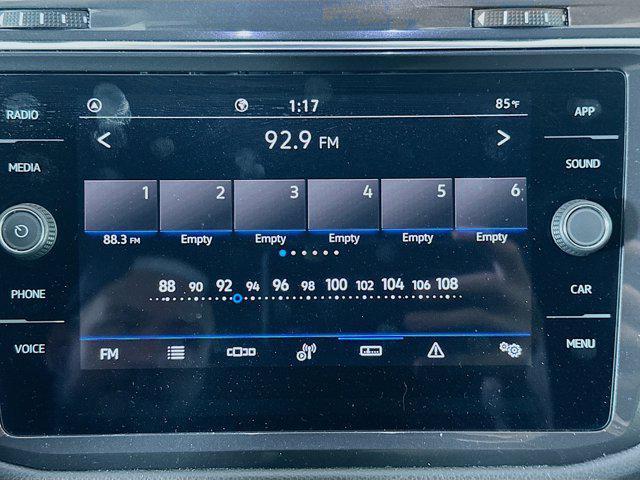 RADIO
MEDIA
PHONE
VOICE
1:17
85°F
92.9 FM
1 2 3 4 5 6
88.3 FM Empty Empty Empty Empty Empty
88 90 92 94 96 98 100 102 104 106 108
FM
APP
SOUND
CAR
MENU